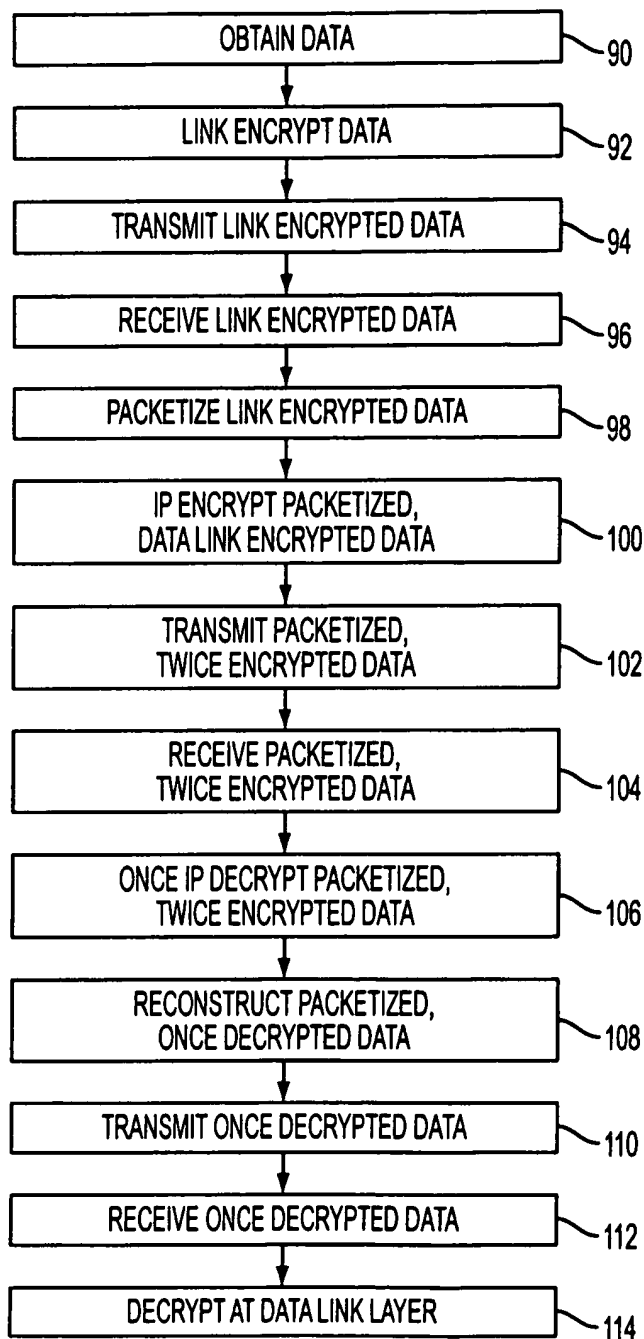 OBTAIN DATA
90
LINK ENCRYPT DATA
92
TRANSMIT LINK ENCRYPTED DATA
94
RECEIVE LINK ENCRYPTED DATA
96
PACKETIZE LINK ENCRYPTED DATA
98
IP ENCRYPT PACKETIZED,
DATA LINK ENCRYPTED DATA
100
TRANSMIT PACKETIZED,
TWICE ENCRYPTED DATA
102
RECEIVE PACKETIZED,
TWICE ENCRYPTED DATA
104
ONCE IP DECRYPT PACKETIZED,
TWICE ENCRYPTED DATA
106
RECONSTRUCT PACKETIZED,
ONCE DECRYPTED DATA
108
TRANSMIT ONCE DECRYPTED DATA
110
RECEIVE ONCE DECRYPTED DATA
112
DECRYPT AT DATA LINK LAYER
114